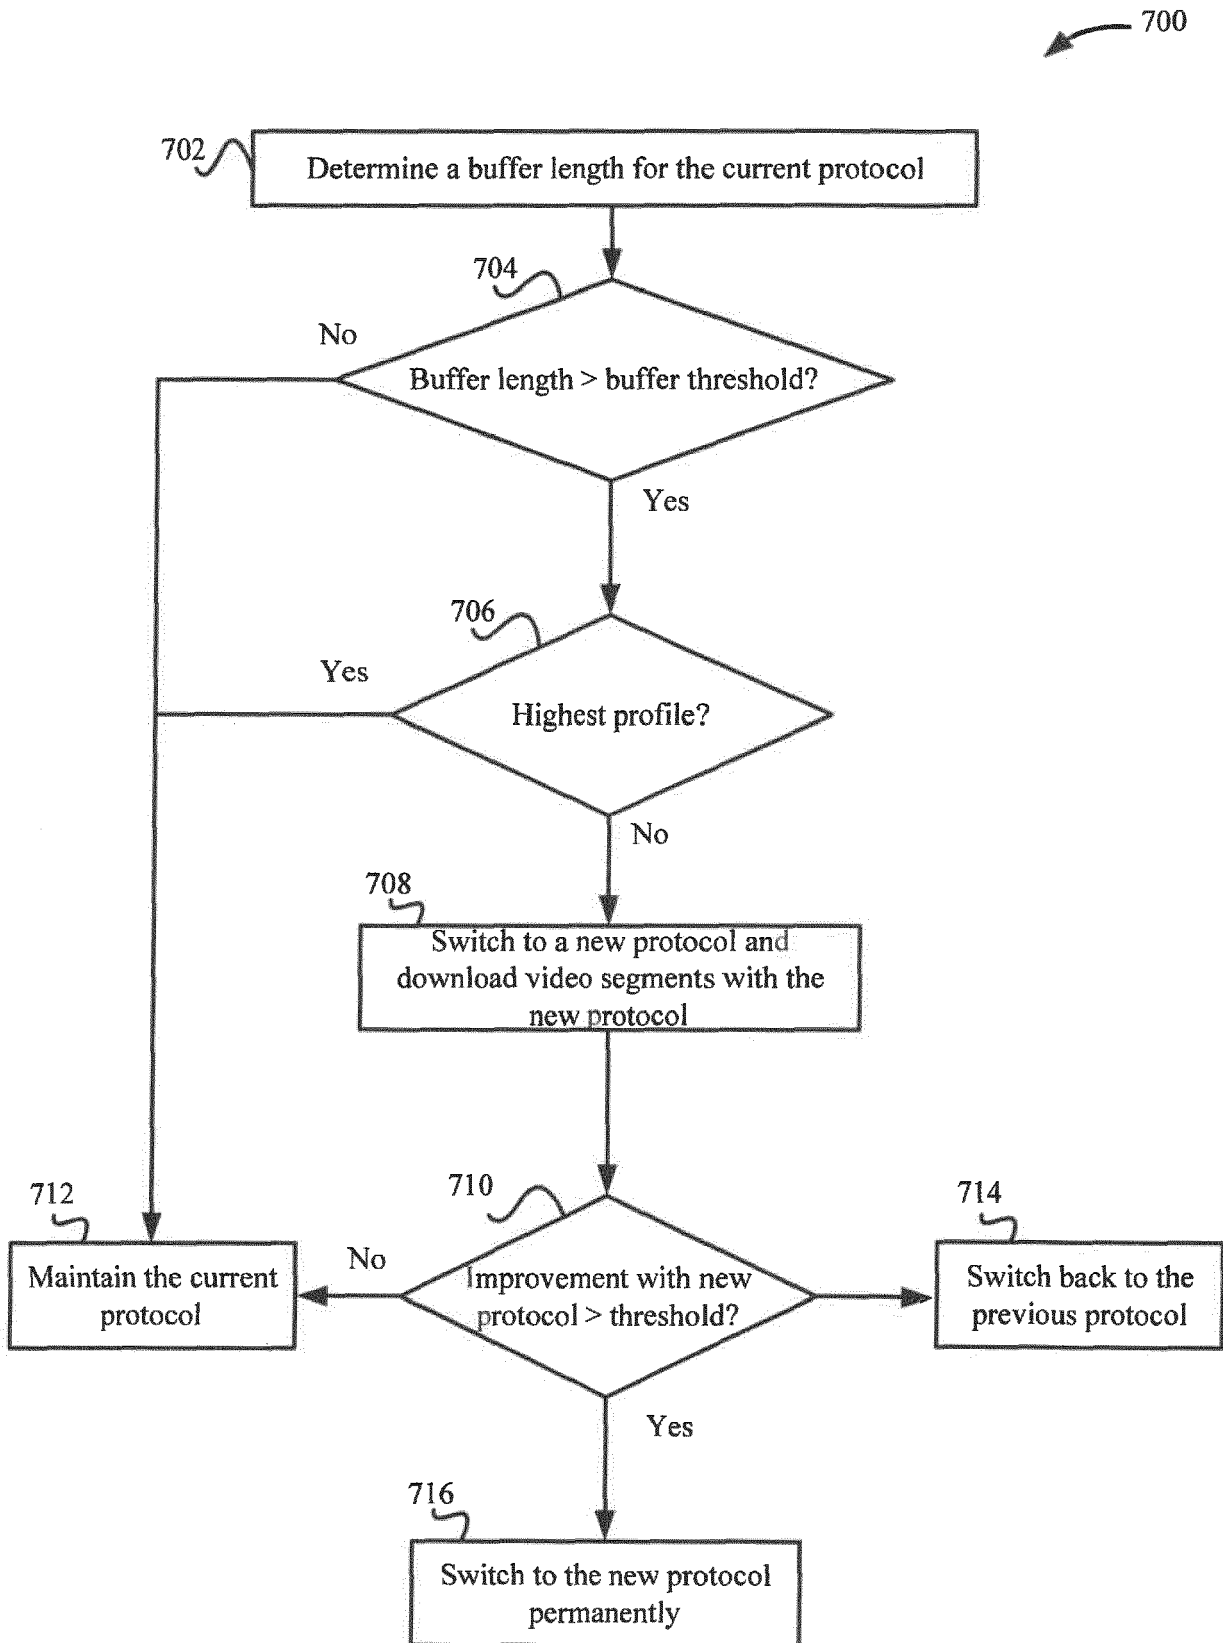 700
702
Determine a buffer length for the current protocol
704
No
Buffer length > buffer threshold?
Yes
706
Yes
Highest profile?
No
708
Switch to a new protocol and
download video segments with the
new protocol
710
712
714
No
Maintain the current
protocol
Improvement with new
protocol > threshold?
Switch back to the
previous protocol
Yes
716
Switch to the new protocol
permanently